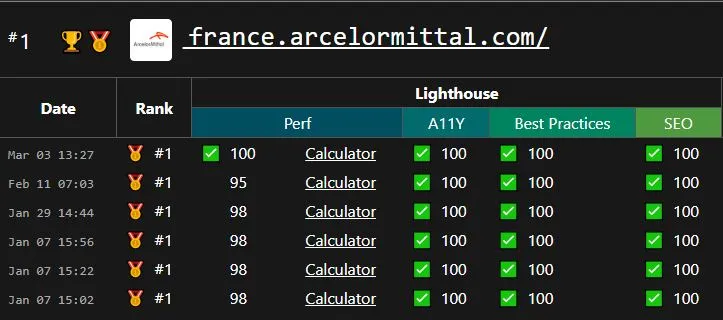 #1 🏆 🏅 ArcelorMittal france.arcelormittal.com/
Lighthouse
Date Rank Perf A11Y Best Practices SEO
Mar 03 13:27 🏅 #1 ✅ 100 Calculator ✅ 100 ✅ 100 ✅ 100
Feb 11 07:03 🏅 #1 95 Calculator ✅ 100 ✅ 100 ✅ 100
Jan 29 14:44 🏅 #1 98 Calculator ✅ 100 ✅ 100 ✅ 100
Jan 07 15:56 🏅 #1 98 Calculator ✅ 100 ✅ 100 ✅ 100
Jan 07 15:22 🏅 #1 98 Calculator ✅ 100 ✅ 100 ✅ 100
Jan 07 15:02 🏅 #1 98 Calculator ✅ 100 ✅ 100 ✅ 100